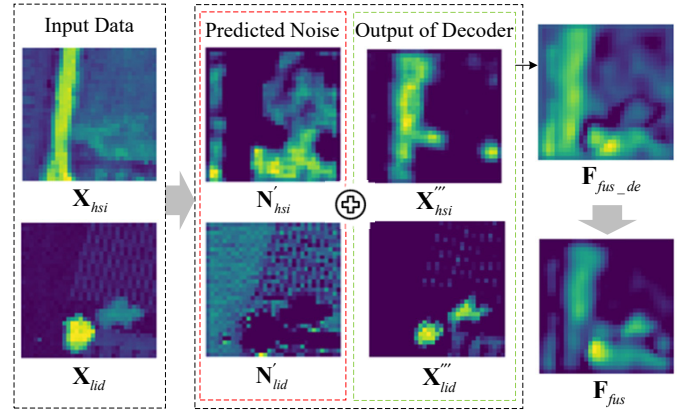 Input Data
Predicted Noise
Output of Decoder
X_hsi
N′_hsi
X‴_hsi
F_fus_de
X_lid
N′_lid
X‴_lid
F_fus